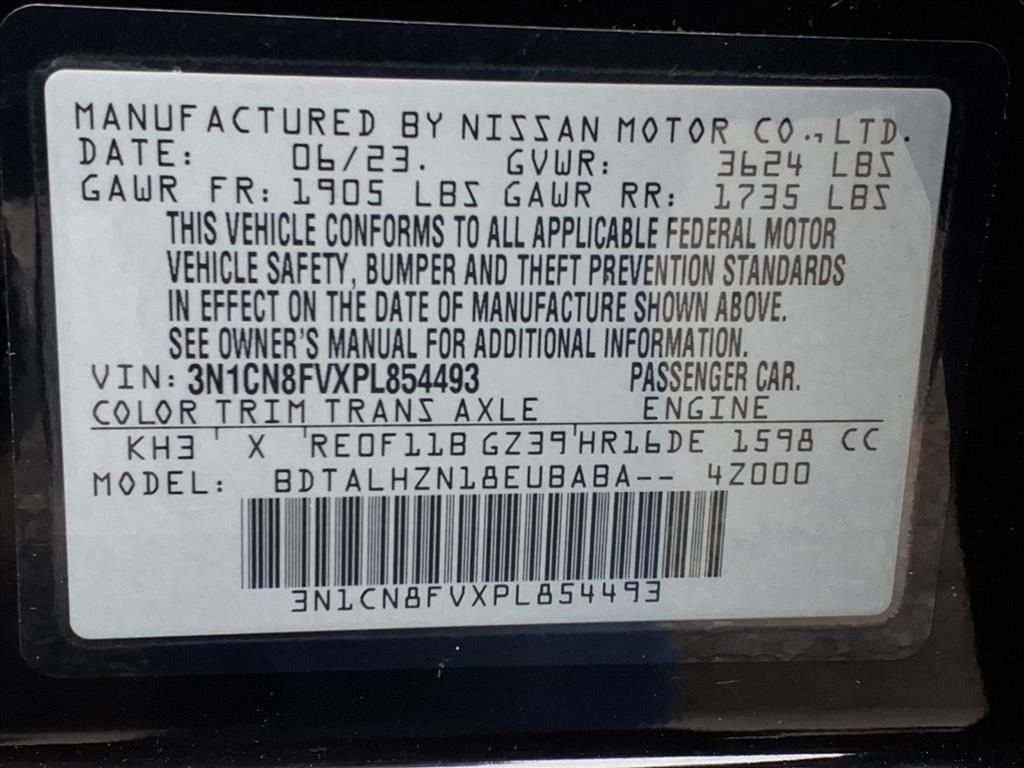 MANUFACTURED BY NISSAN MOTOR CO., LTD.
DATE: 06/23. GVWR: 3624 LBS
GAWR FR: 1905 LBS GAWR RR: 1735 LBS
THIS VEHICLE CONFORMS TO ALL APPLICABLE FEDERAL MOTOR
VEHICLE SAFETY, BUMPER AND THEFT PREVENTION STANDARDS
IN EFFECT ON THE DATE OF MANUFACTURE SHOWN ABOVE.
SEE OWNER'S MANUAL FOR ADDITIONAL INFORMATION.
VIN: 3N1CN8FVXPL854493 PASSENGER CAR.
COLOR TRIM TRANS AXLE ENGINE
KH3 X RE0F11B GZ39 HR16DE 1598 CC
MODEL: BDTALHZN18EUBABA-- 4Z000
3N1CN8FVXPL854493